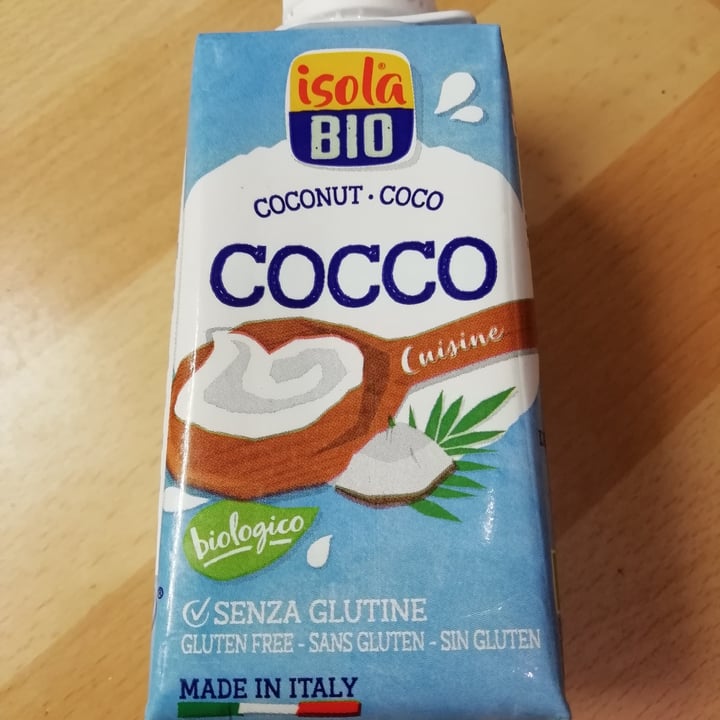 isola®
BIO
COCONUT · COCO
COCCO
Cuisine
biologico
SENZA GLUTINE
GLUTEN FREE - SANS GLUTEN - SIN GLUTEN
MADE IN ITALY